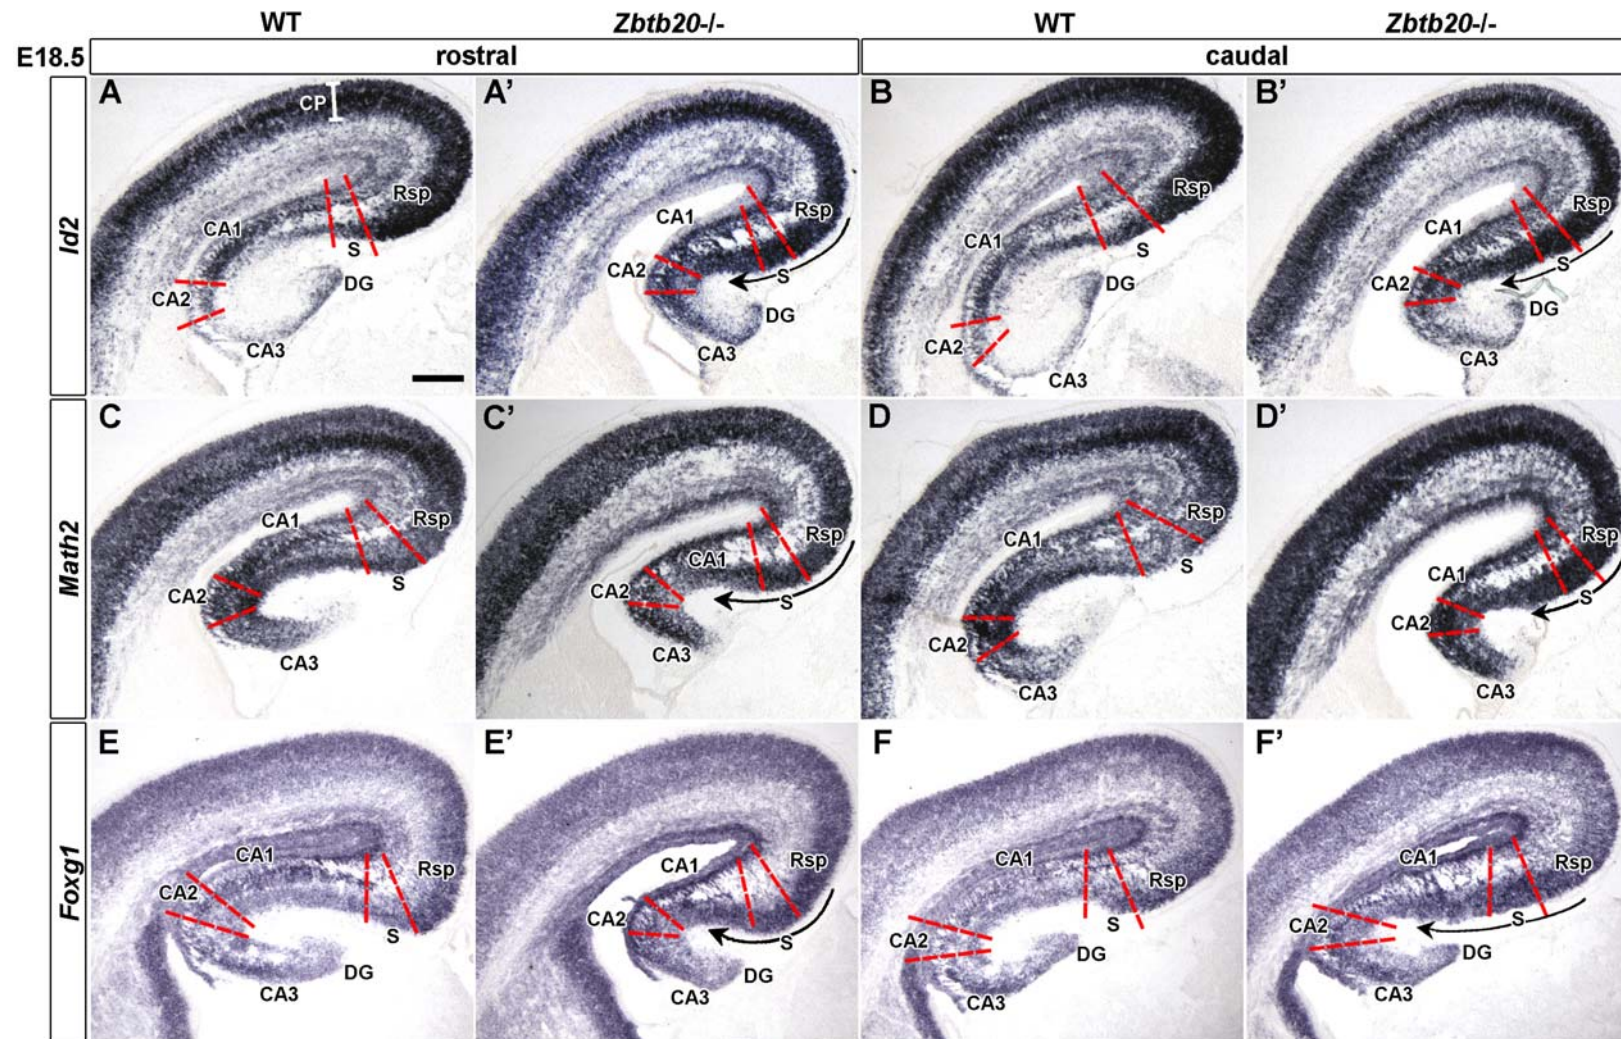 WT Zbtb20-/- WT Zbtb20-/-
E18.5 rostral caudal
Id2
A CP Rsp CA1 S CA2 DG CA3
A’ CA1 Rsp CA2 S DG CA3
B Rsp CA1 S CA2 CA3 DG
B’ CA1 Rsp CA2 S DG CA3
Math2
C CA1 Rsp CA2 S CA3
C’ CA1 Rsp CA2 S CA3
D CA1 Rsp CA2 S CA3
D’ CA1 Rsp CA2 S CA3
Foxg1
E CA1 Rsp CA2 S DG CA3
E’ CA1 Rsp CA2 S DG CA3
F CA1 Rsp CA2 S DG CA3
F’ CA1 Rsp CA2 S DG CA3